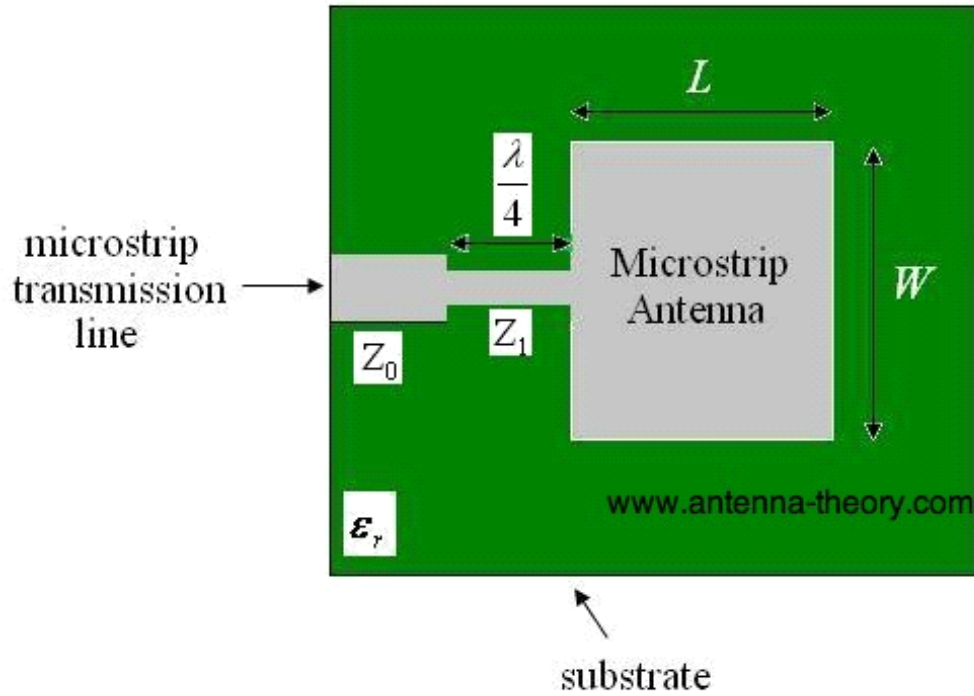 L
λ
4
microstrip
transmission
line
Microstrip
Antenna
W
Z₁
Z₀
www.antenna-theory.com
εᵣ
substrate